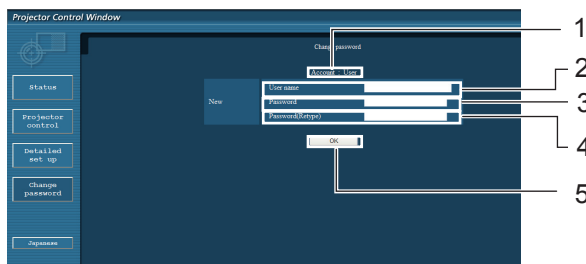 Projector Control Window
Change password
1
Account : User
2
User name
Status
New
Password
3
Password(Retype)
Projector
control
4
OK
Detailed
set up
Change
password
5
Japanese